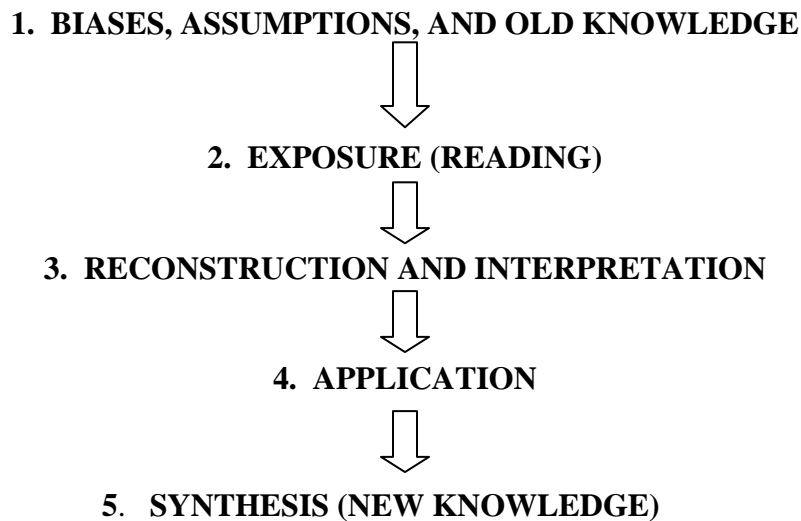 1. BIASES, ASSUMPTIONS, AND OLD KNOWLEDGE
2. EXPOSURE (READING)
3. RECONSTRUCTION AND INTERPRETATION
4. APPLICATION
5. SYNTHESIS (NEW KNOWLEDGE)